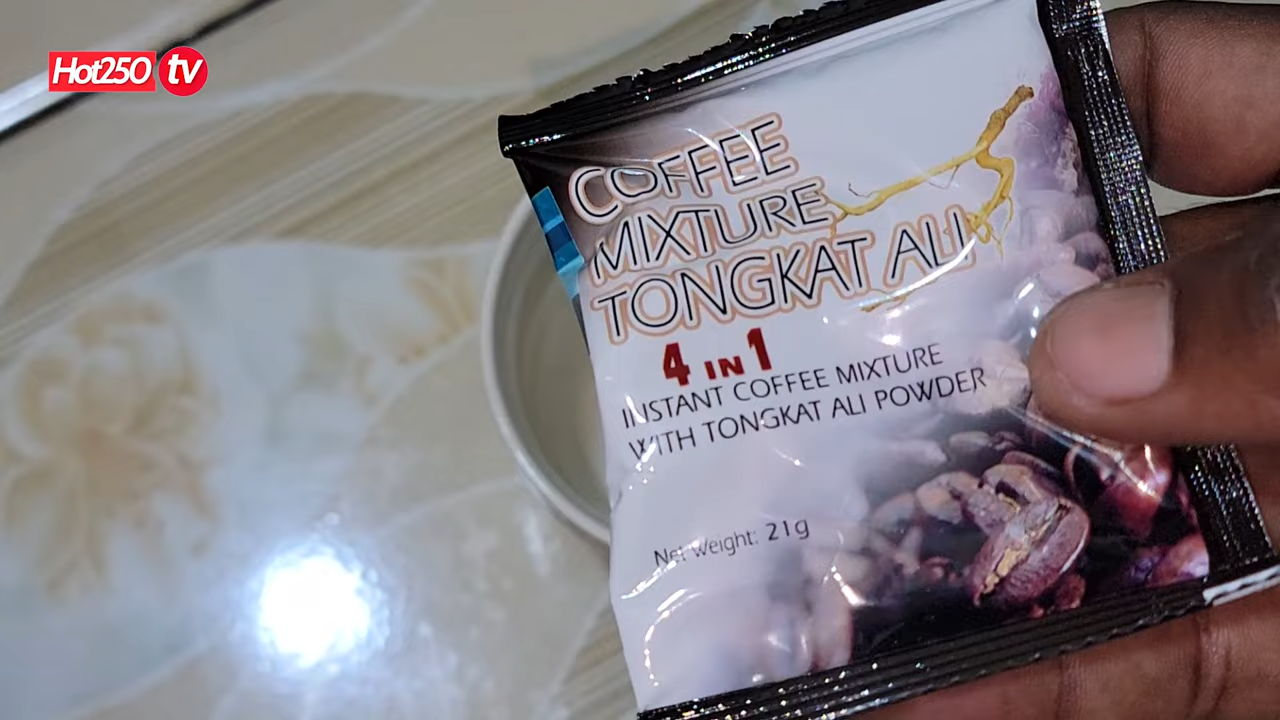 Hot250 tv
COFFEE
MIXTURE
TONGKAT ALI
4 IN 1
INSTANT COFFEE MIXTURE
WITH TONGKAT ALI POWDER
Net Weight: 21g